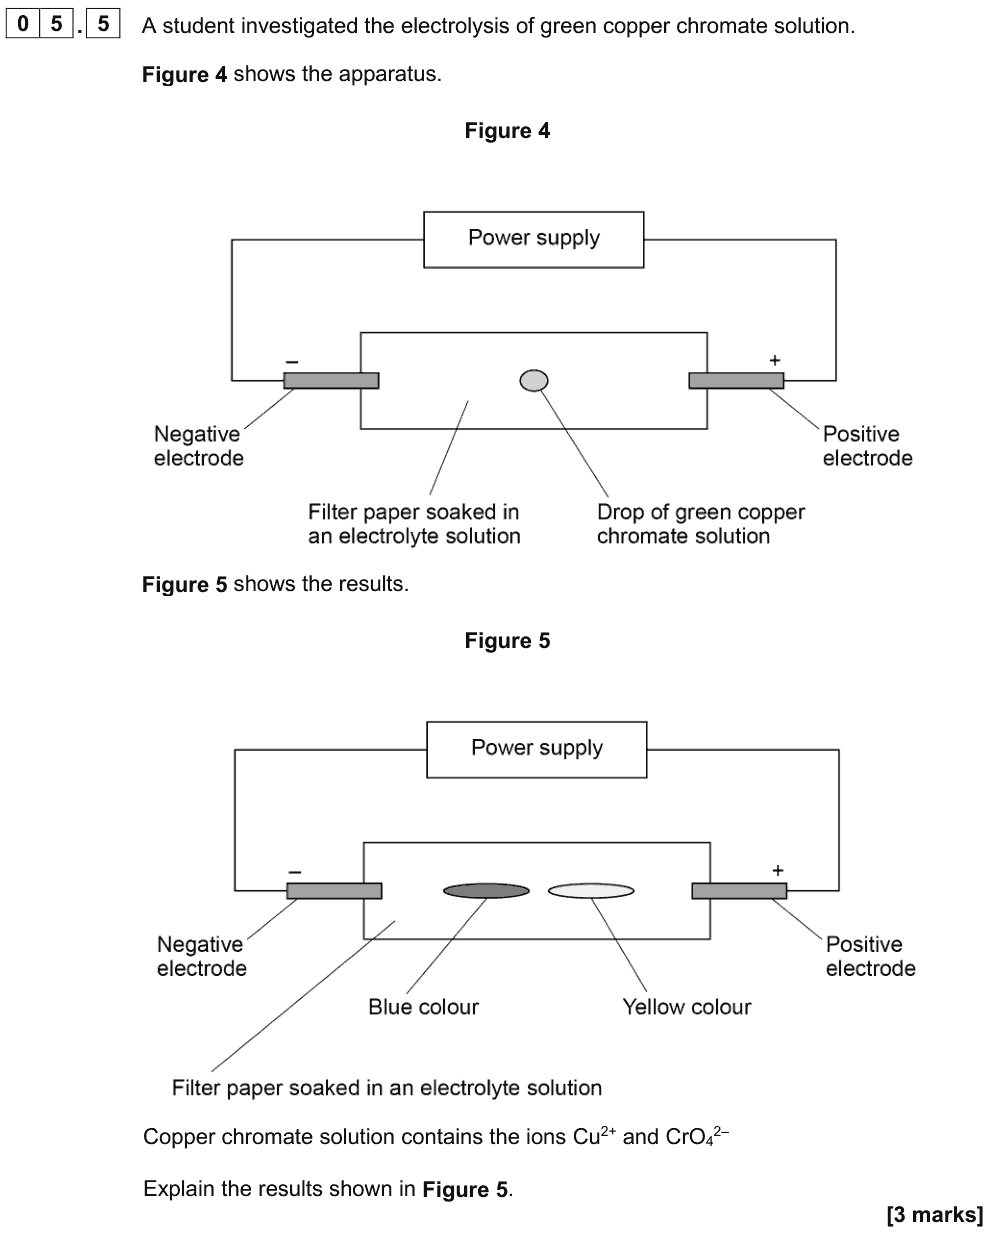 0 5 . 5 A student investigated the electrolysis of green copper chromate solution.
Figure 4 shows the apparatus.
Figure 4
Power supply
– +
Negative
electrode
Positive
electrode
Filter paper soaked in
an electrolyte solution
Drop of green copper
chromate solution
Figure 5 shows the results.
Figure 5
Power supply
– +
Negative
electrode
Positive
electrode
Blue colour
Yellow colour
Filter paper soaked in an electrolyte solution
Copper chromate solution contains the ions Cu²⁺ and CrO₄²⁻
Explain the results shown in Figure 5.
[3 marks]